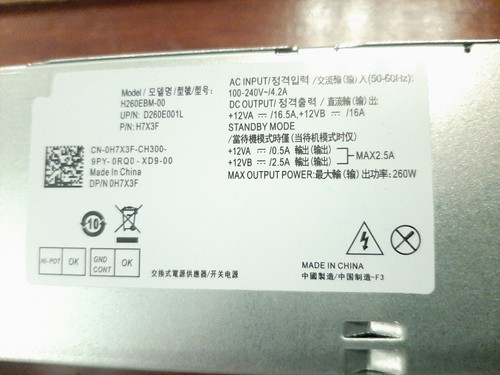 Model / 모델명 /型號/型号:
H260EBM-00
UP/N: D260E001L
P/N: H7X3F
CN-0H7X3F-CH300-
9PY-0RQ0-XD9-00
Made In China
DP/N 0H7X3F
10
HI-POT OK GND CONT OK
交換式電源供應器/开关电源
AC INPUT/정격입력 /交流輸(输)入(50-60Hz):
100-240V~/4.2A
DC OUTPUT/ 정격출력 / 直流輸(输)出:
+12VA ⎓ /16.5A,+12VB ⎓ /16A
STANDBY MODE
/當待機模式時僅(当待机模式时仅)
+12VA ⎓ /0.5A 輸出(输出)
+12VB ⎓ /2.5A 輸出(输出)
MAX2.5A
MAX OUTPUT POWER:最大輸(输)出功率:260W
MADE IN CHINA
中國製造/中国制造-F3